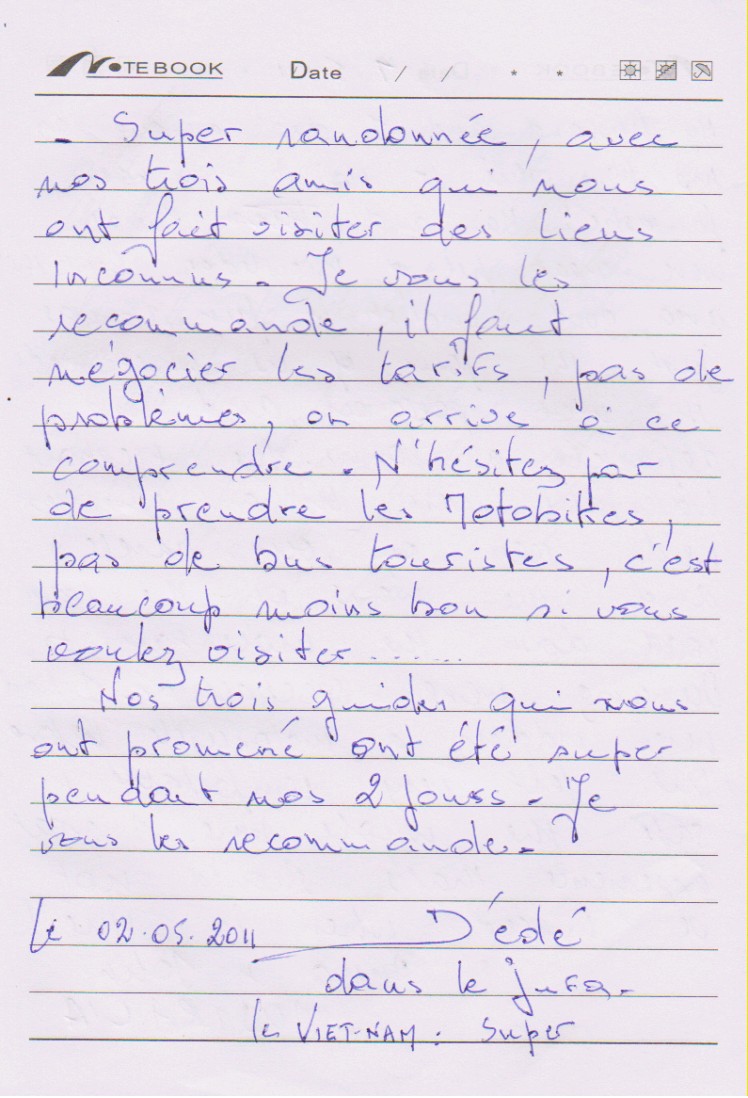 NOTEBOOK Date / /
- Super randonnée, avec
nos trois amis qui nous
ont fait visiter des lieus
inconnus. Je vous les
recommande, il faut
négocier les tarifs, pas de
problèmes, on arrive à ce
comprendre. N'hésitez par
de prendre les Motobikes,
pas de bus touristes, c'est
beaucoup moins bon si vous
voulez visiter.......
Nos trois guides qui nous
ont promené ont été super
pendant nos 2 jours. Je
vous les recommande.
Le 02.05.2011 Dédé
dans le jura.
le VIET-NAM : Super